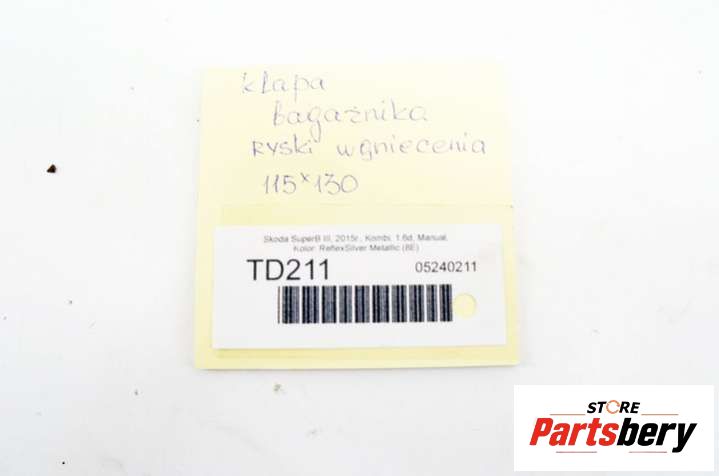 Klapa
bagażnika
RYSKI wgniecenia
115x130
Skoda SuperB III, 2015r., Kombi, 1.6d, Manual,
Kolor: ReflexSilver Metallic (8E)
TD211 05240211
STORE
Partsbery